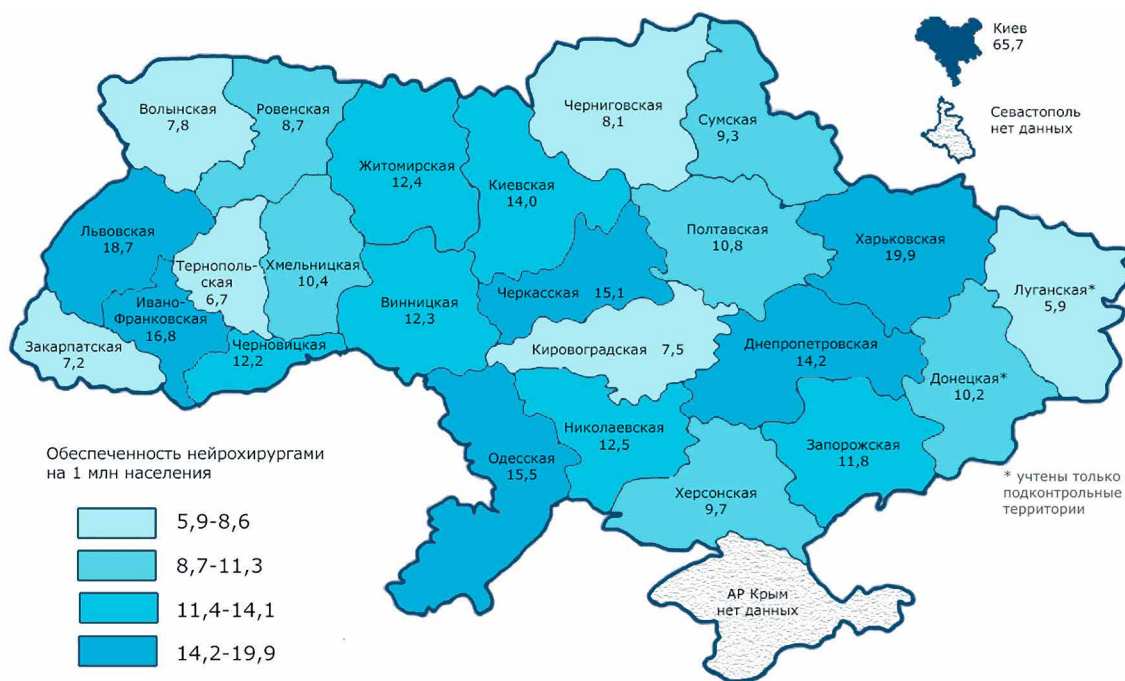 Киев
65,7
Севастополь
нет данных
Волынская
7,8
Ровенская
8,7
Житомирская
12,4
Киевская
14,0
Черниговская
8,1
Сумская
9,3
Львовская
18,7
Тернополь-
ская
6,7
Хмельницкая
10,4
Винницкая
12,3
Черкасская 15,1
Полтавская
10,8
Харьковская
19,9
Луганская*
5,9
Закарпатская
7,2
Ивано-
Франковская
16,8
Черновицкая
12,2
Кировоградская 7,5
Днепропетровская
14,2
Донецкая*
10,2
Одесская
15,5
Николаевская
12,5
Херсонская
9,7
Запорожская
11,8
АР Крым
нет данных
* учтены только
подконтрольные
территории
Обеспеченность нейрохирургами
на 1 млн населения
5,9-8,6
8,7-11,3
11,4-14,1
14,2-19,9